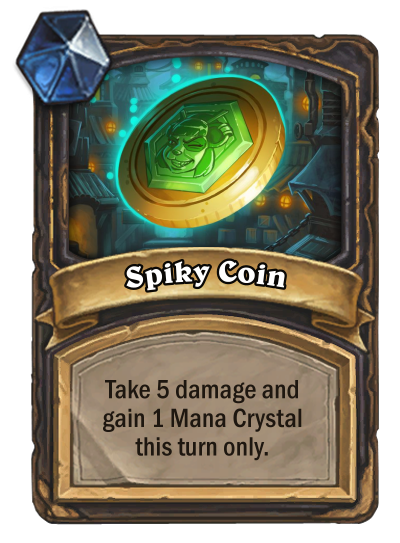 Spiky Coin
Take 5 damage and
gain 1 Mana Crystal
this turn only.